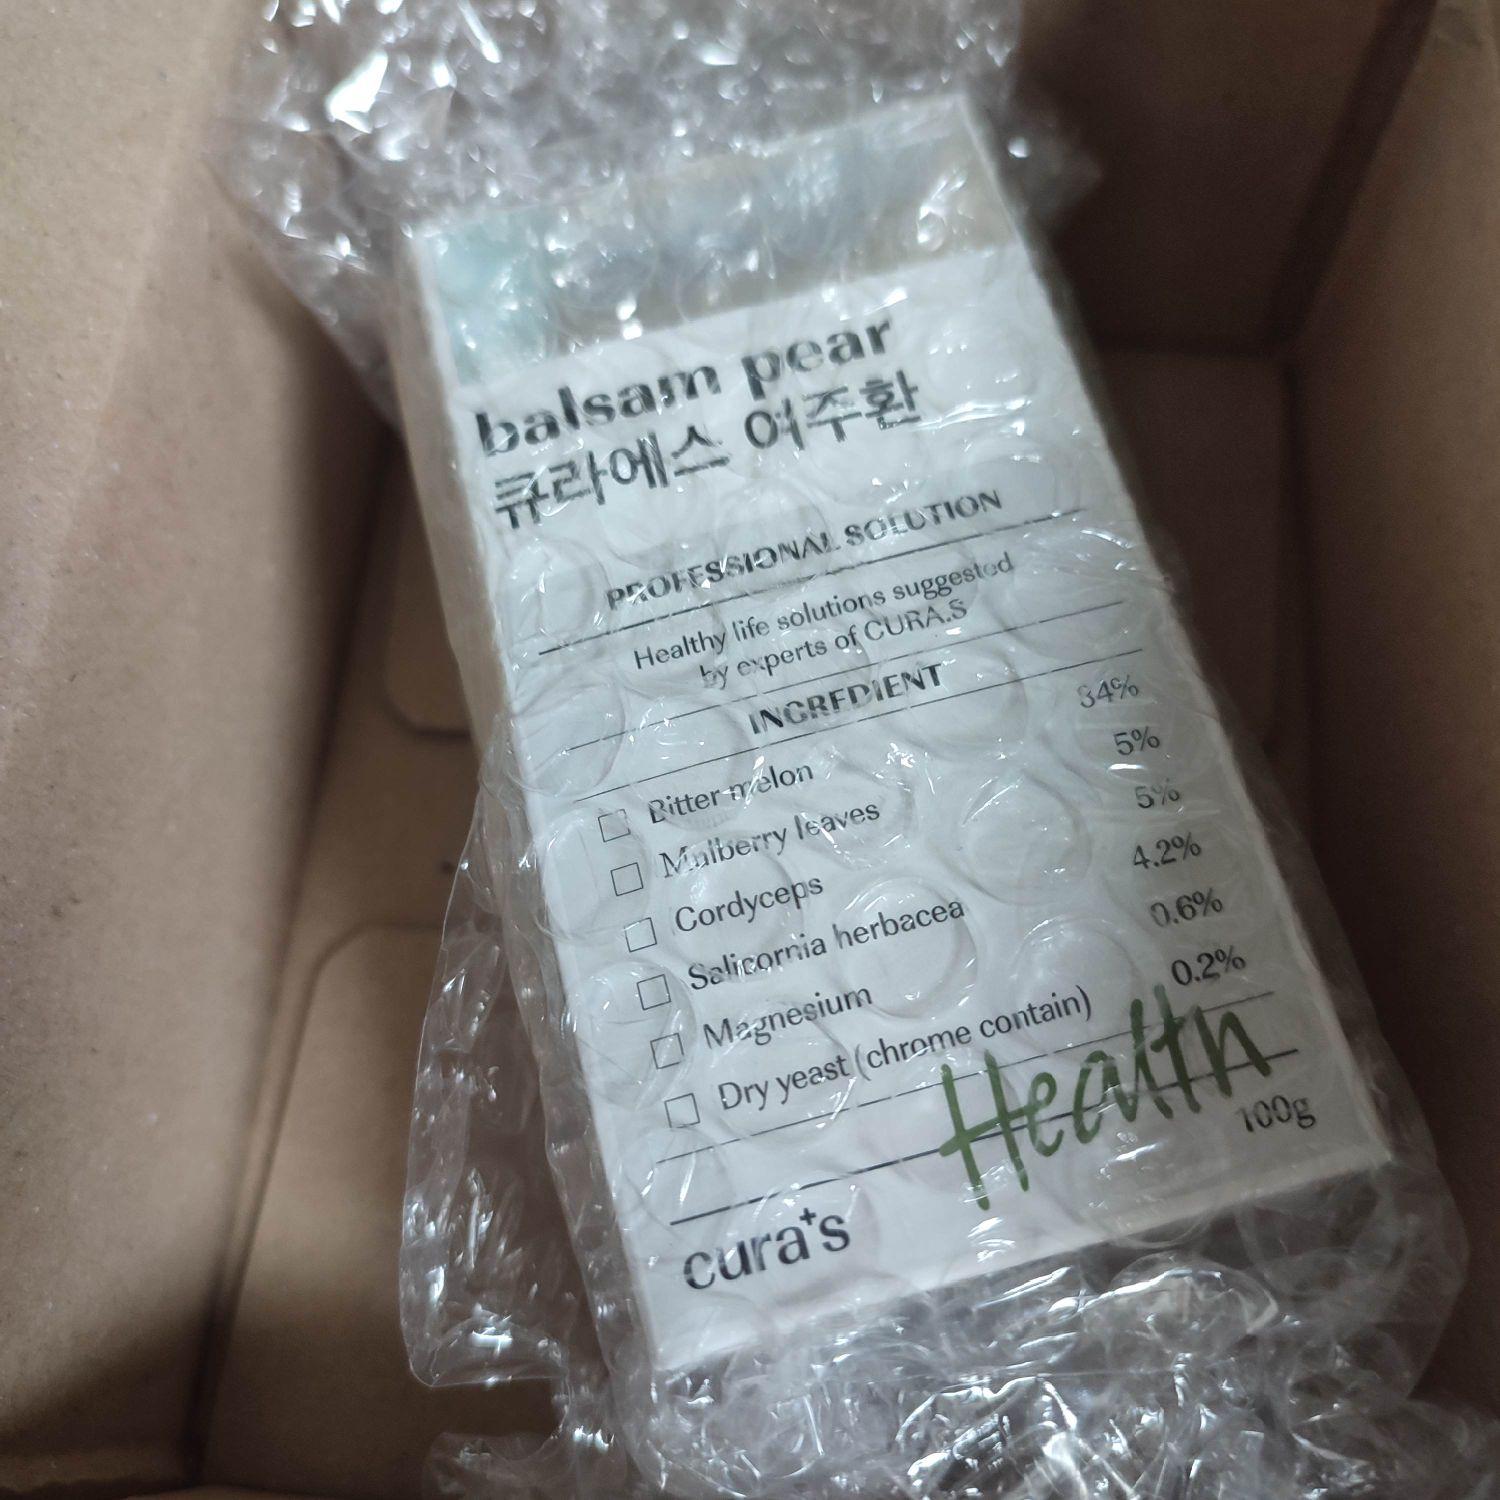 balsam pear
큐라에스 여주환
PROFESSIONAL SOLUTION
Healthy life solutions suggested
by experts of CURA.S
INGREDIENT
Bitter melon 34%
Mulberry leaves 5%
Cordyceps 5%
Salicornia herbacea 4.2%
Magnesium 0.6%
Dry yeast (chrome contain) 0.2%
Health
100g
cura+s